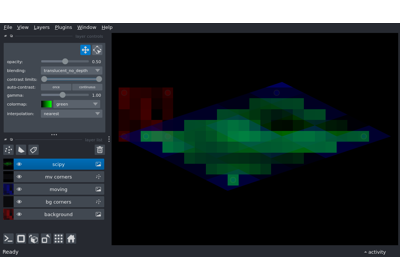 File View Layers Plugins Window Help
opacity: 0.50
blending: translucent_no_depth
contrast limits:
auto-contrast: once continuous
gamma: 1.00
colormap: green
interpolation: nearest
scipy
mv corners
moving
bg corners
background
Ready
activity